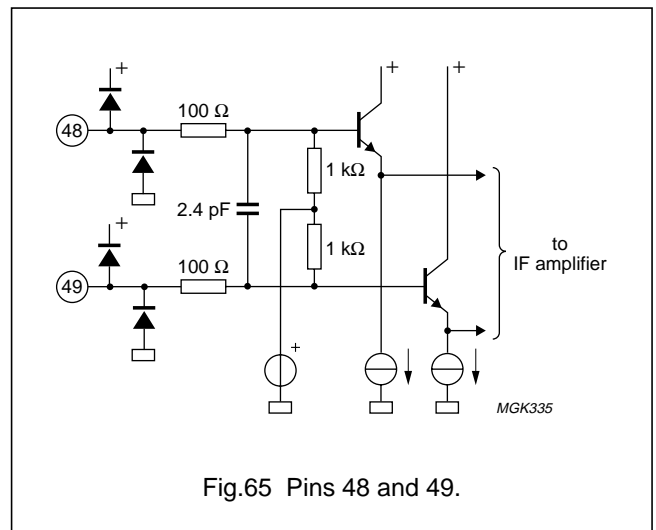 +
+
+
48
100 Ω
1 kΩ
2.4 pF
+
1 kΩ
to
IF amplifier
49
100 Ω
+
MGK335
Fig.65 Pins 48 and 49.